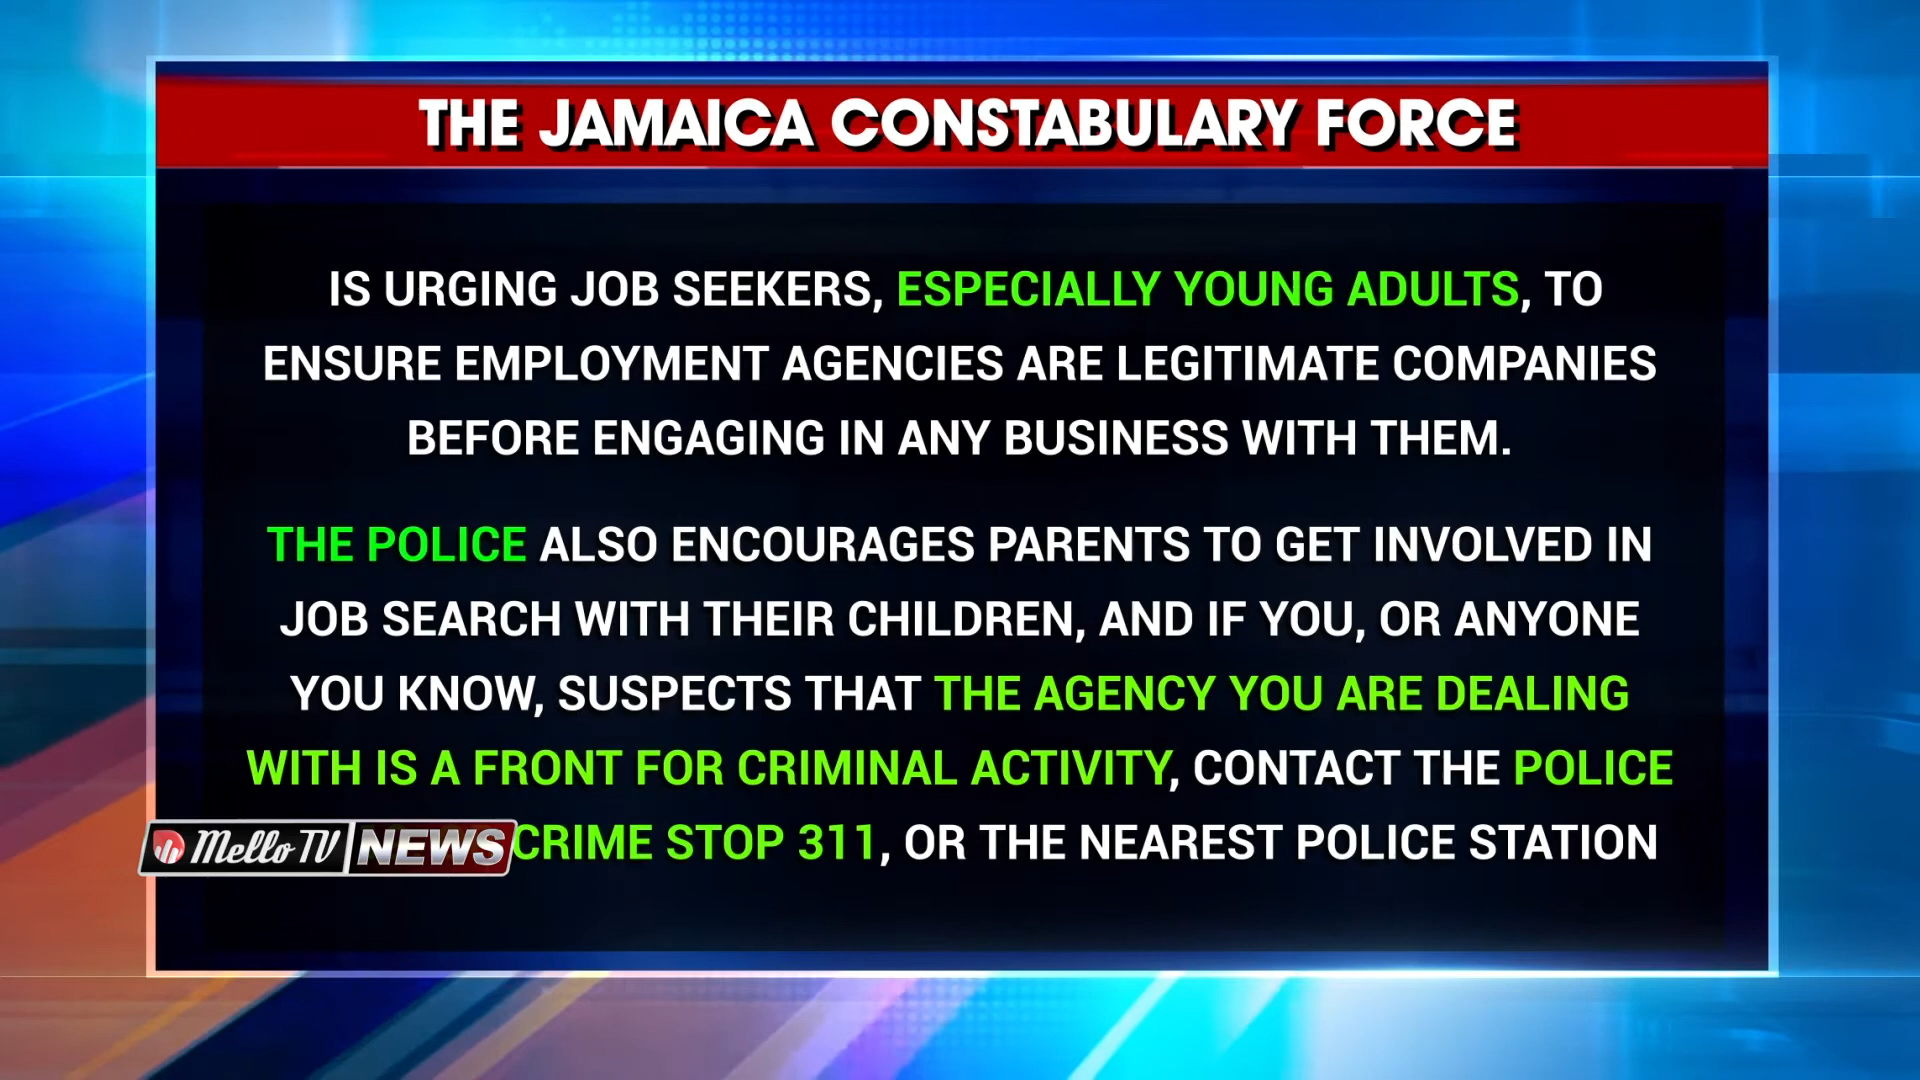 THE JAMAICA CONSTABULARY FORCE
IS URGING JOB SEEKERS, ESPECIALLY YOUNG ADULTS, TO
ENSURE EMPLOYMENT AGENCIES ARE LEGITIMATE COMPANIES
BEFORE ENGAGING IN ANY BUSINESS WITH THEM.
THE POLICE ALSO ENCOURAGES PARENTS TO GET INVOLVED IN
JOB SEARCH WITH THEIR CHILDREN, AND IF YOU, OR ANYONE
YOU KNOW, SUSPECTS THAT THE AGENCY YOU ARE DEALING
WITH IS A FRONT FOR CRIMINAL ACTIVITY, CONTACT THE POLICE
CRIME STOP 311, OR THE NEAREST POLICE STATION
Mello TV NEWS